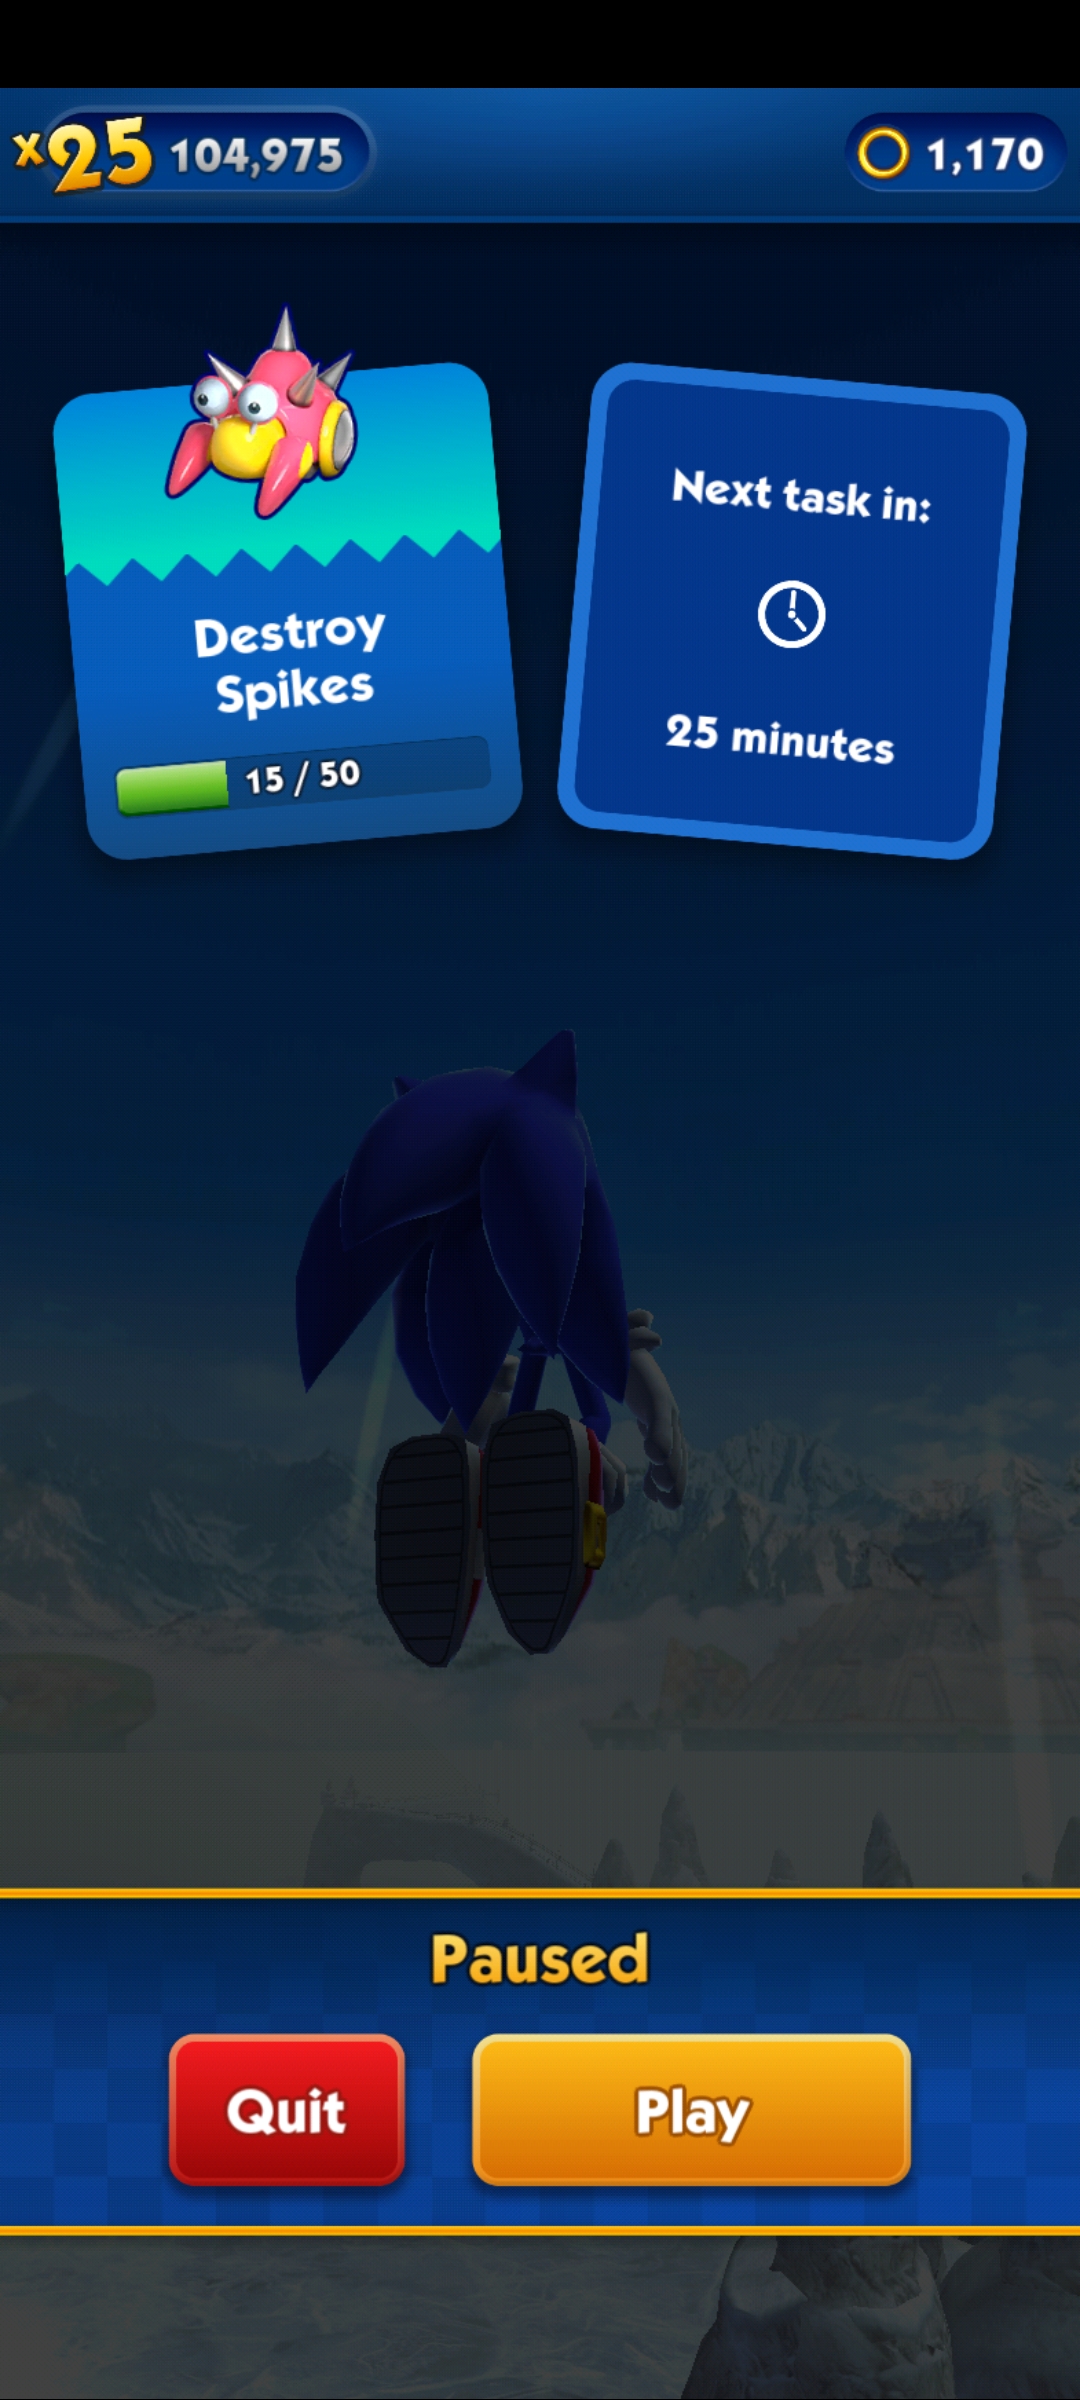 x25 104,975
1,170
Destroy
Spikes
15 / 50
Next task in:
25 minutes
Paused
Quit
Play